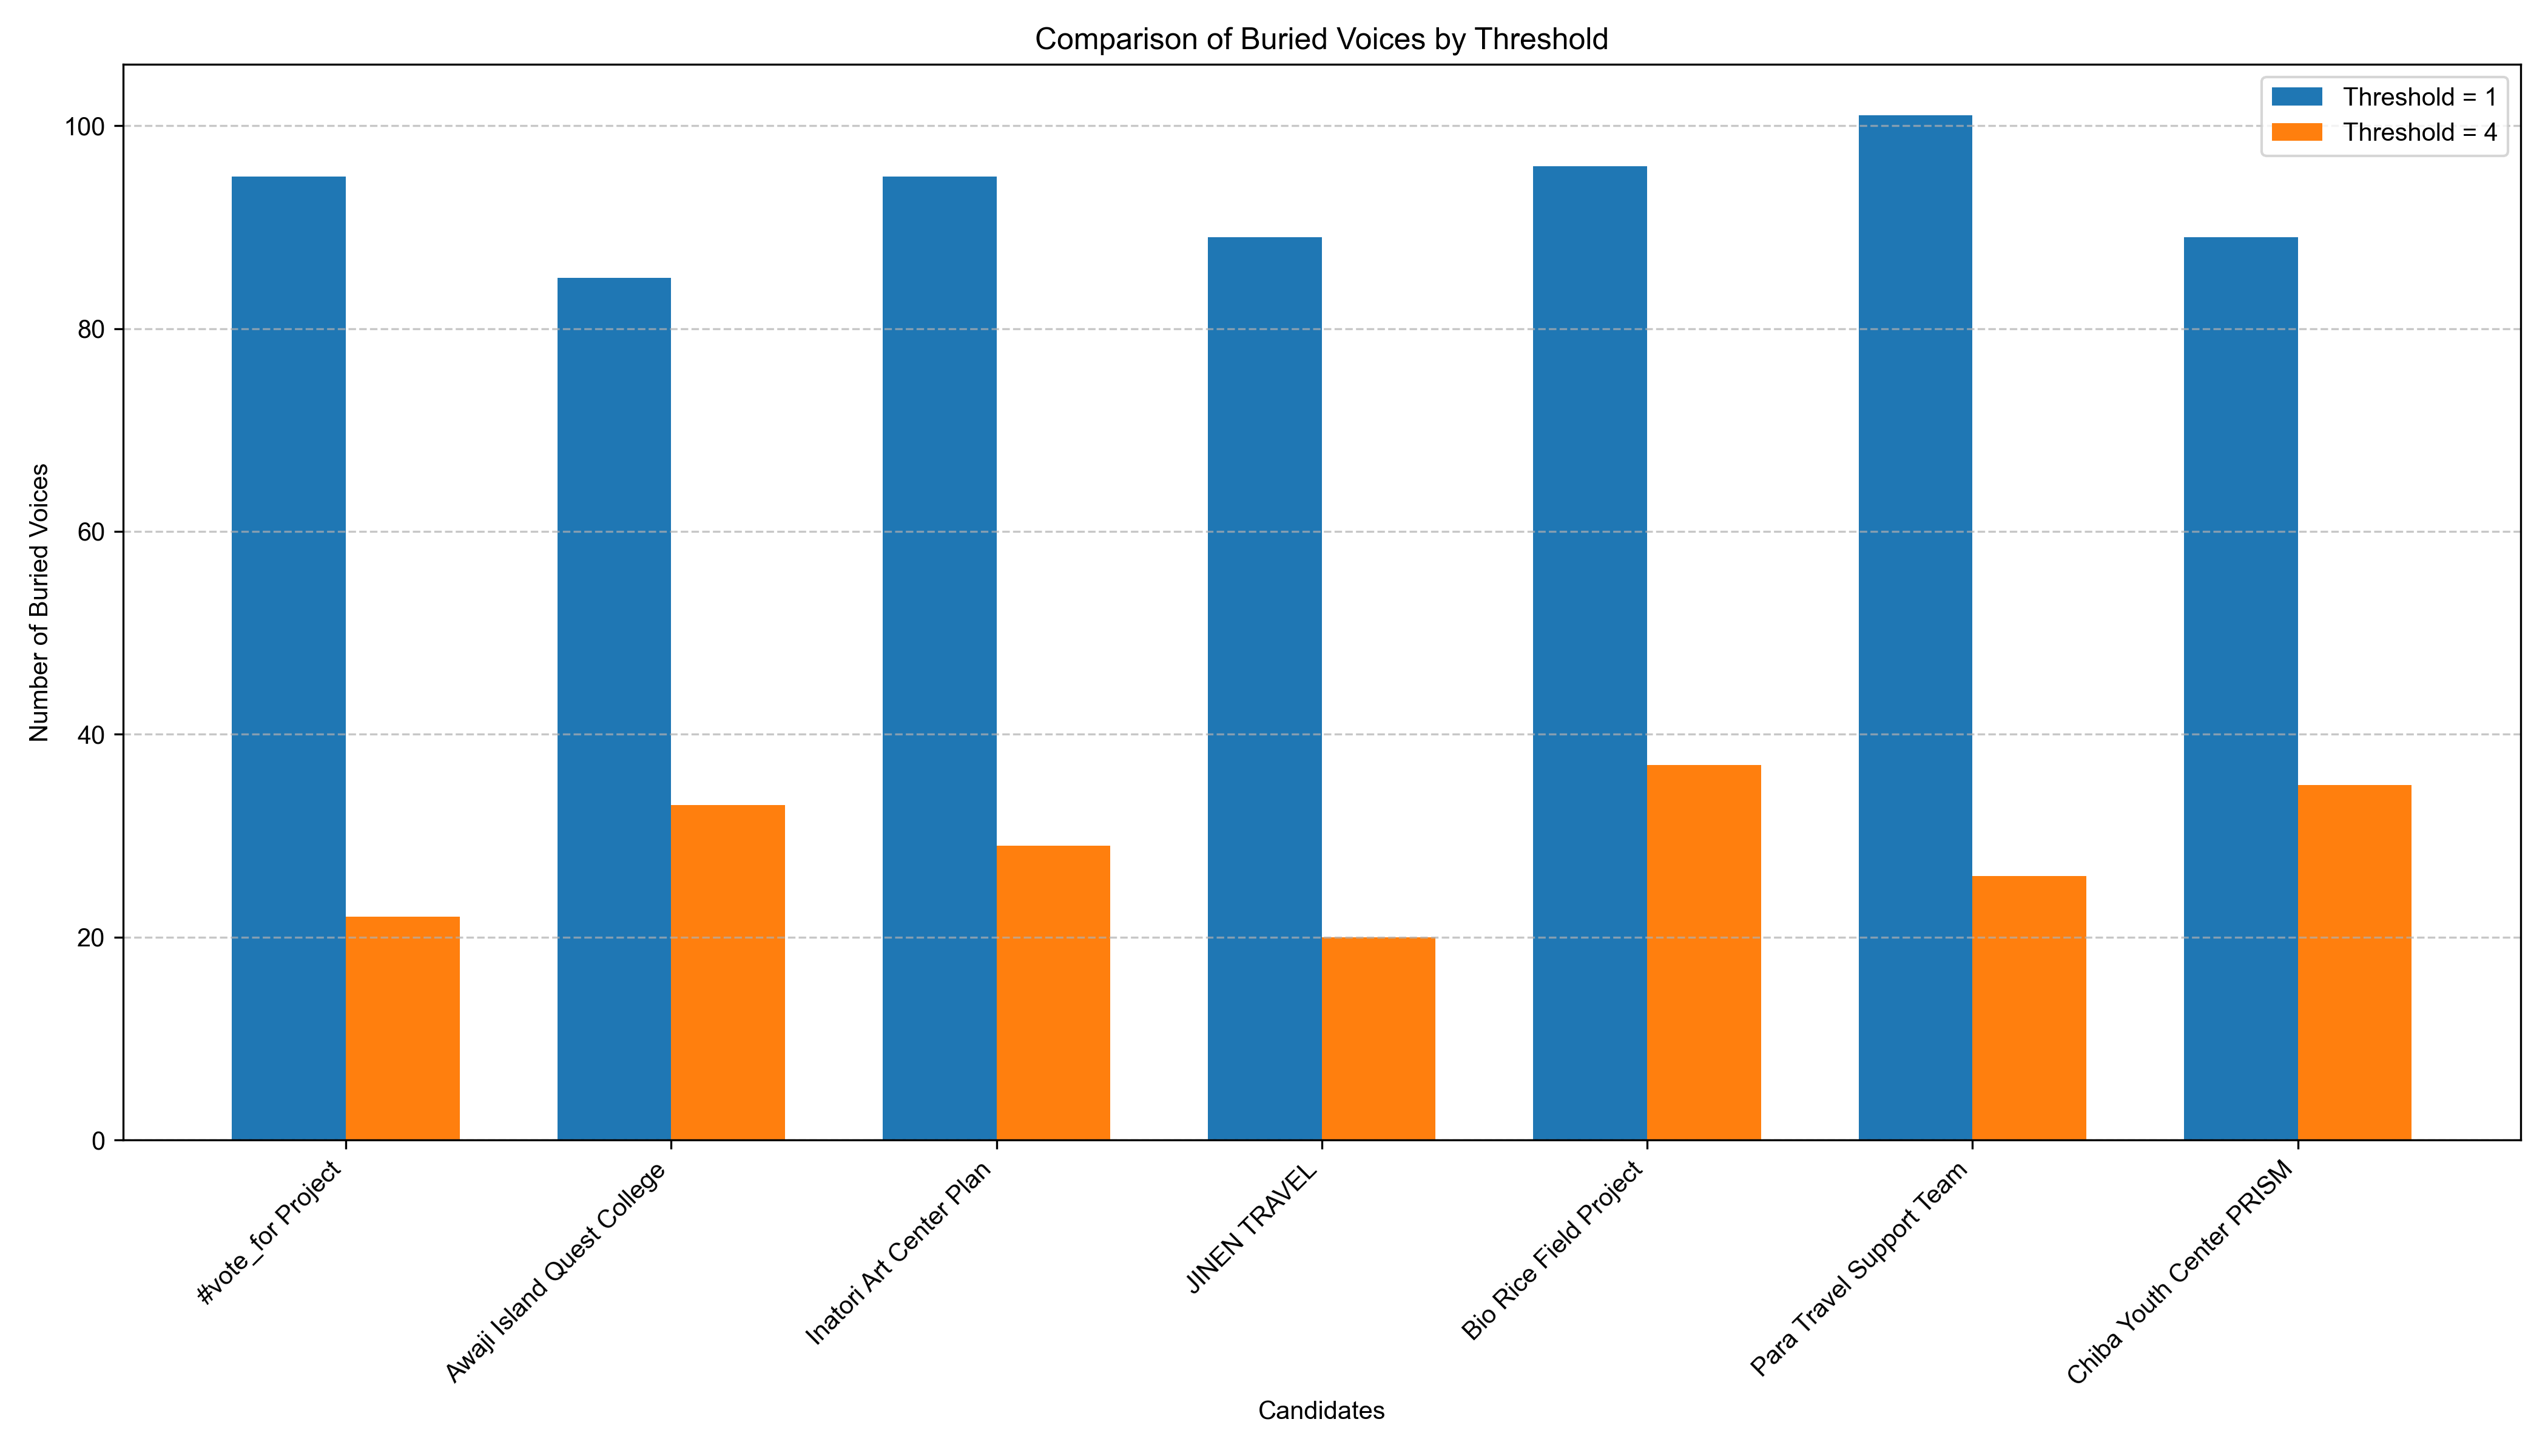 Comparison of Buried Voices by Threshold
Threshold = 1
Threshold = 4
Number of Buried Voices
100
80
60
40
20
0
#vote_for Project
Awaji Island Quest College
Inatori Art Center Plan
JINEN TRAVEL
Bio Rice Field Project
Para Travel Support Team
Chiba Youth Center PRISM
Candidates